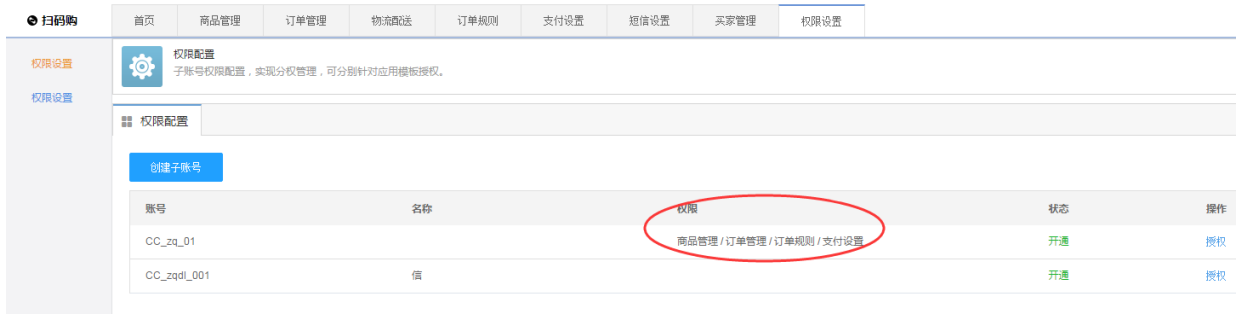 扫码购 首页 商品管理 订单管理 物流配送 订单规则 支付设置 短信设置 买家管理 权限设置
权限设置
权限设置
权限配置
子账号权限配置，实现分权管理，可分别针对应用模板授权。
权限配置
创建子账号
账号 名称 权限 状态 操作
CC_zq_01 商品管理/订单管理/订单规则/支付设置 开通 授权
CC_zqdl_001 信 开通 授权